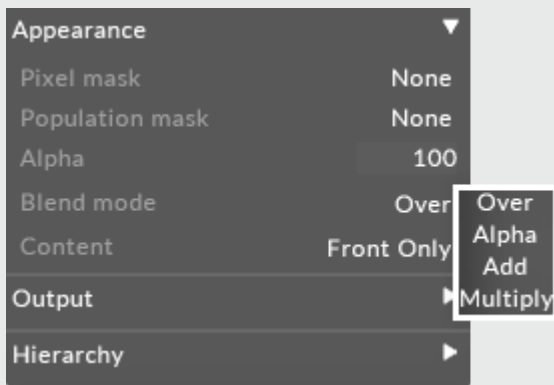 Appearance
Pixel mask None
Population mask None
Alpha 100
Blend mode Over
Content Front Only
Output
Hierarchy
Over
Alpha
Add
Multiply